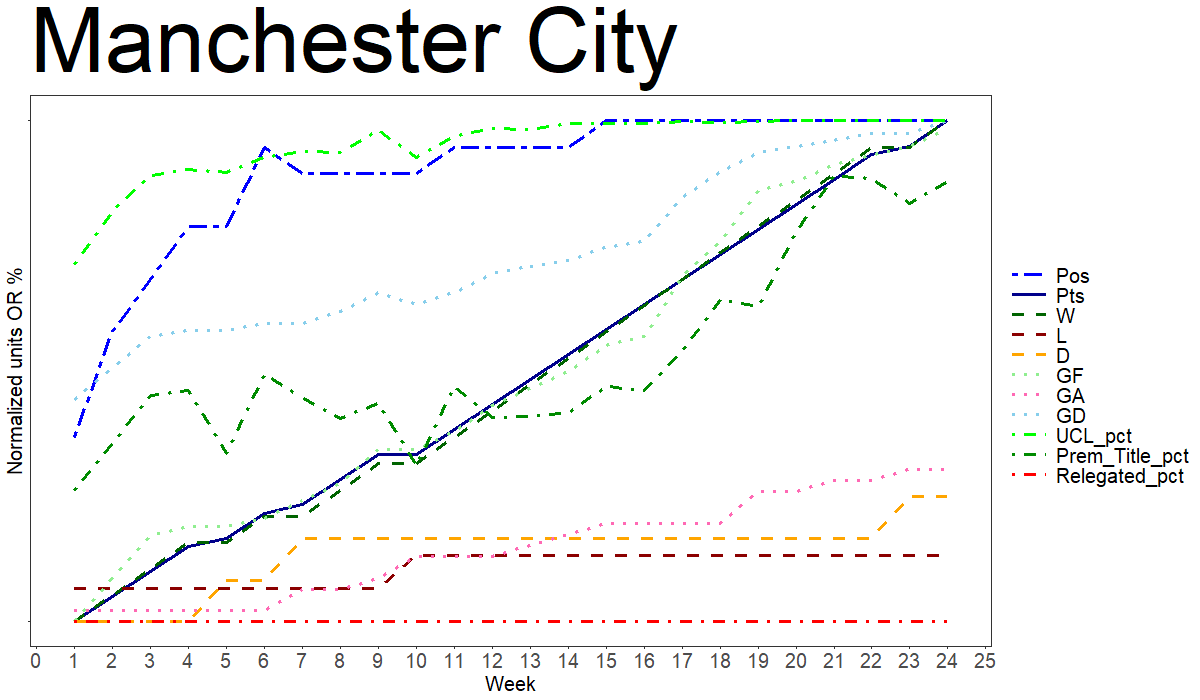 Manchester City
Normalized units OR %
Pos
Pts
W
L
D
GF
GA
GD
UCL_pct
Prem_Title_pct
Relegated_pct
0 1 2 3 4 5 6 7 8 9 10 11 12 13 14 15 16 17 18 19 20 21 22 23 24 25
Week